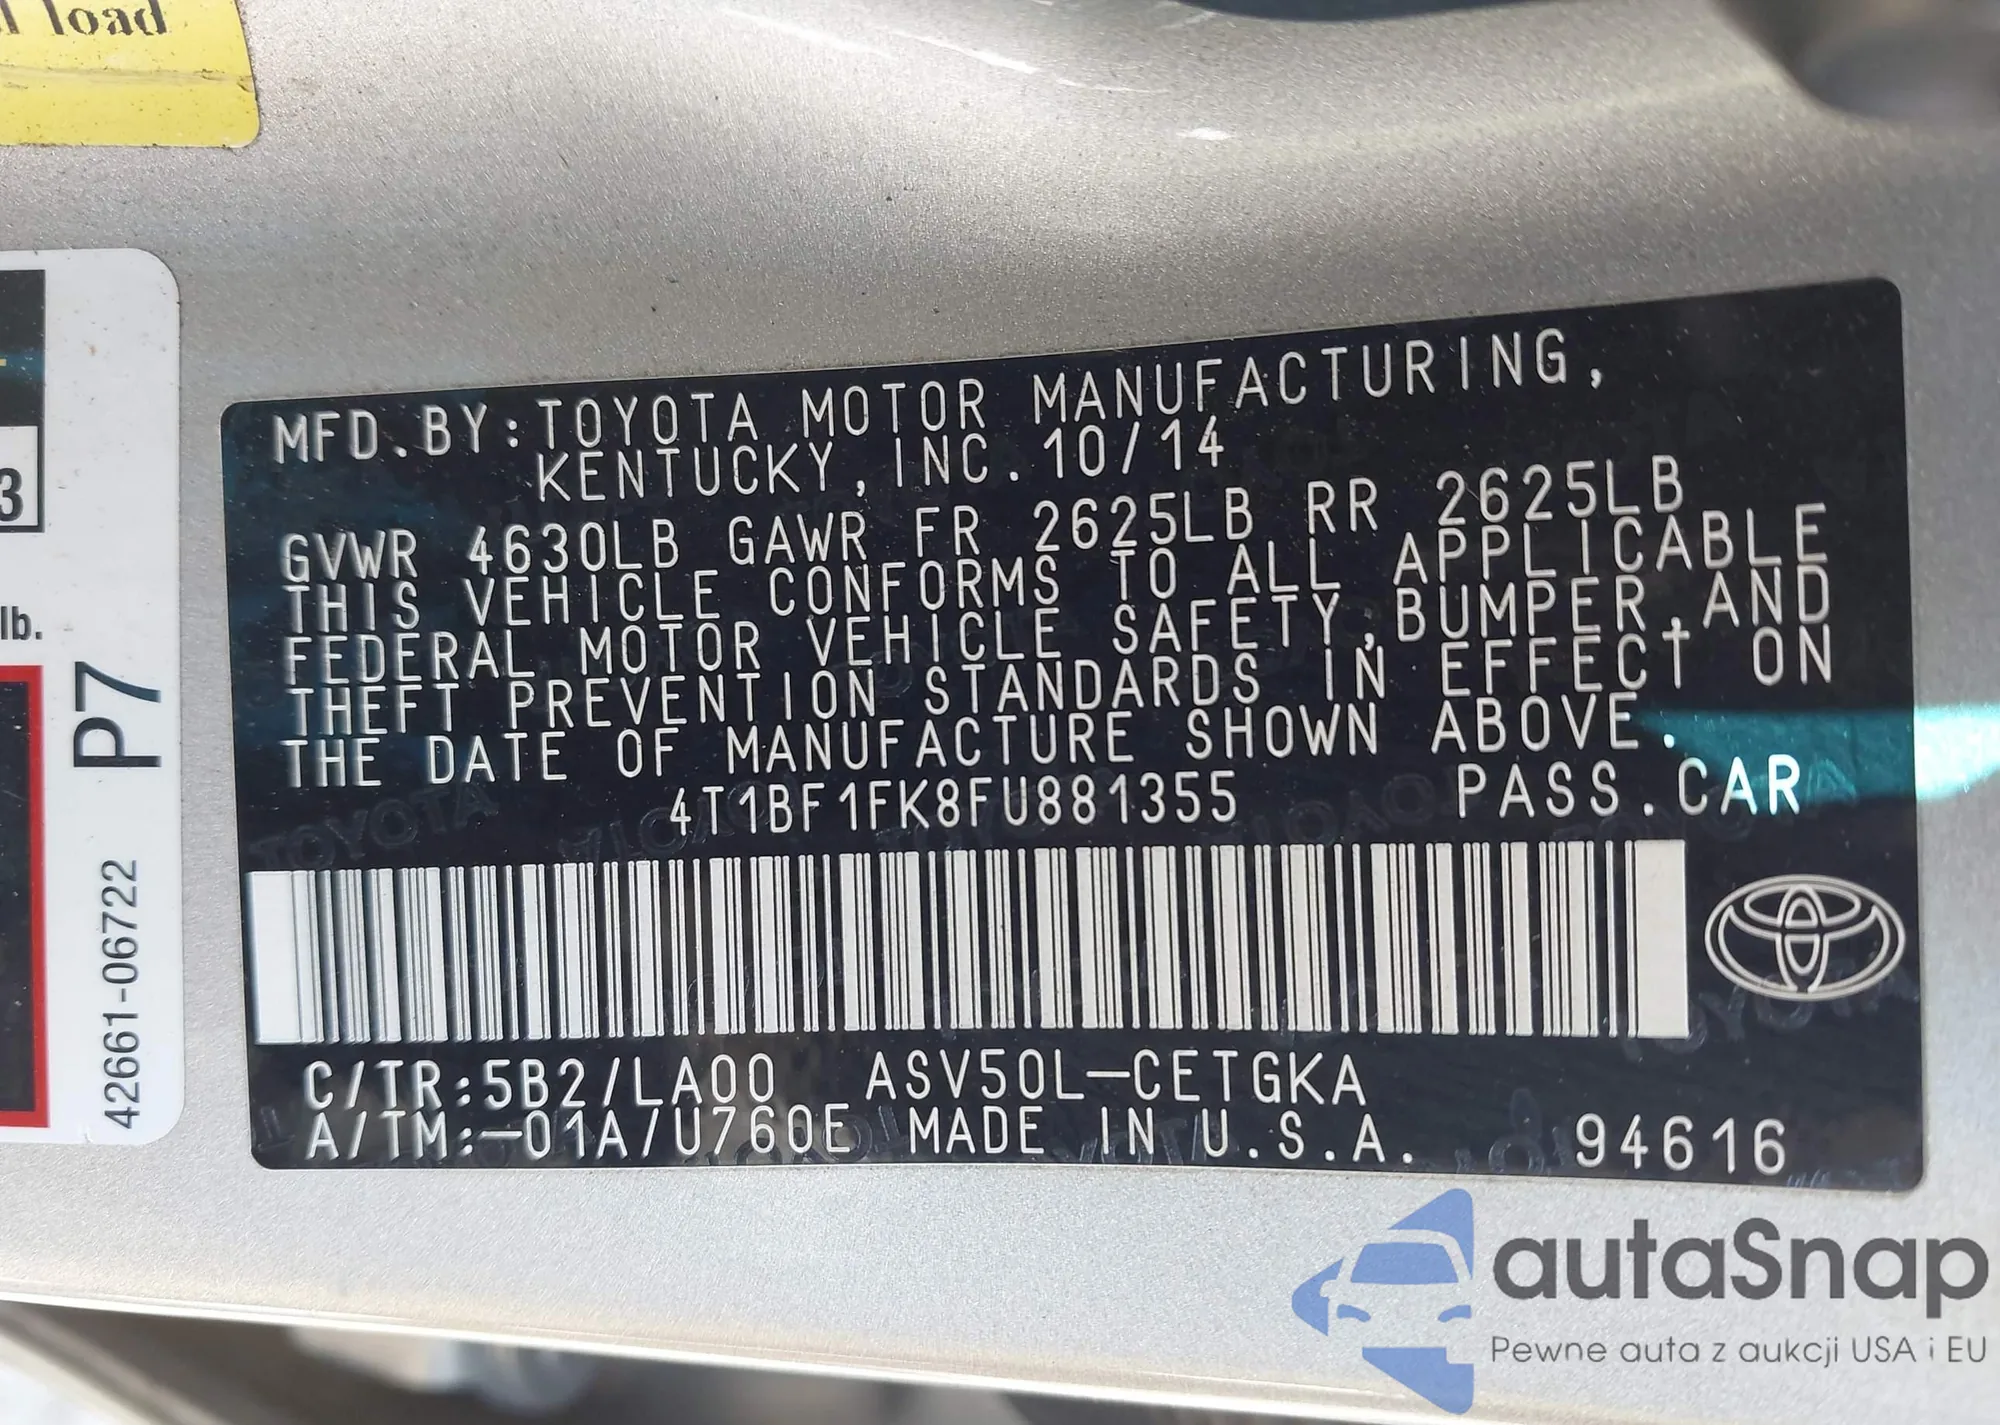 load
3
lb.
P7
42661-06722
MFD.BY:TOYOTA MOTOR MANUFACTURING,
KENTUCKY,INC.10/14
GVWR 4630LB GAWR FR 2625LB RR 2625LB
THIS VEHICLE CONFORMS TO ALL APPLICABLE
FEDERAL MOTOR VEHICLE SAFETY,BUMPER,AND
THEFT PREVENTION STANDARDS IN EFFECT ON
THE DATE OF MANUFACTURE SHOWN ABOVE.
4T1BF1FK8FU881355 PASS.CAR
C/TR:5B2/LA00 ASV50L-CETGKA
A/TM:-01A/U760E MADE IN U.S.A. 94616
autaSnap
Pewne auta z aukcji USA i EU